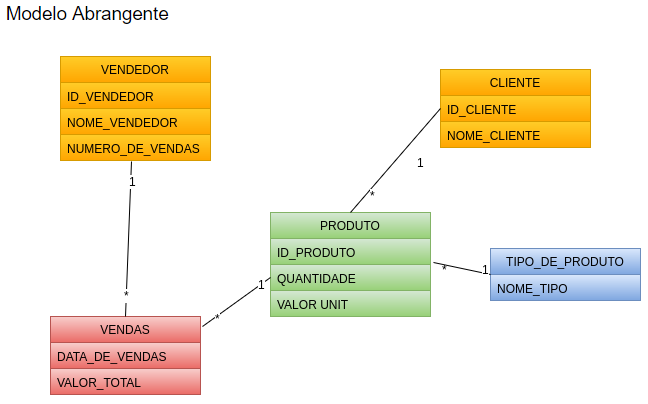 Modelo Abrangente
VENDEDOR
ID_VENDEDOR
NOME_VENDEDOR
NUMERO_DE_VENDAS
CLIENTE
ID_CLIENTE
NOME_CLIENTE
1
1
*
PRODUTO
ID_PRODUTO
QUANTIDADE
VALOR UNIT
TIPO_DE_PRODUTO
NOME_TIPO
*
1
1
*
*
VENDAS
DATA_DE_VENDAS
VALOR_TOTAL